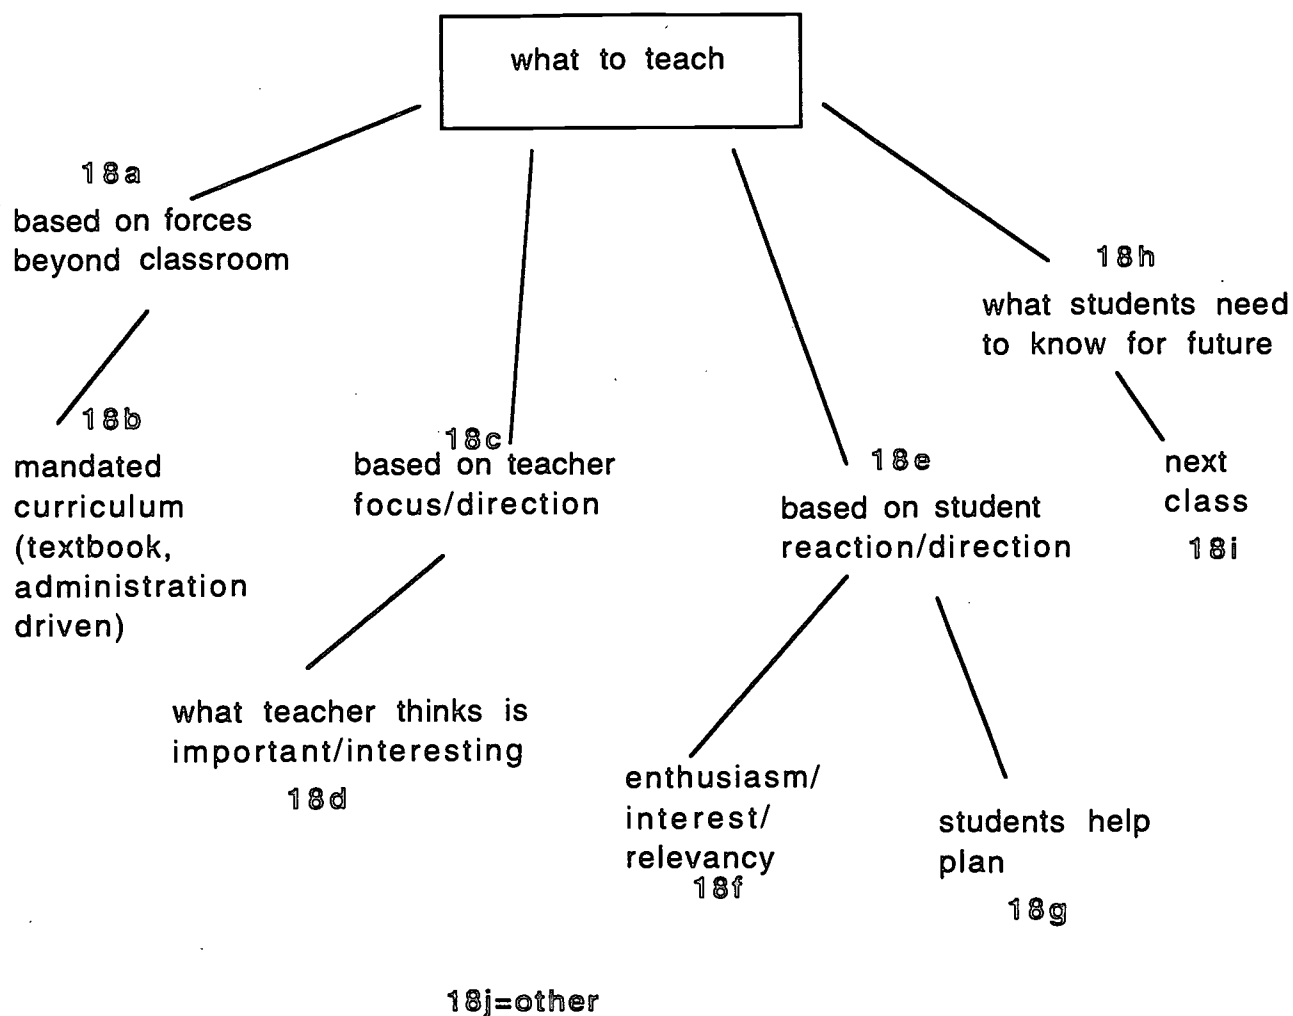 what to teach
18a
based on forces
beyond classroom
18h
what students need
to know for future
18b
mandated
curriculum
(textbook,
administration
driven)
18c
based on teacher
focus/direction
18e
based on student
reaction/direction
next
class
18i
what teacher thinks is
important/interesting
18d
enthusiasm/
interest/
relevancy
18f
students help
plan
18g
18j=other